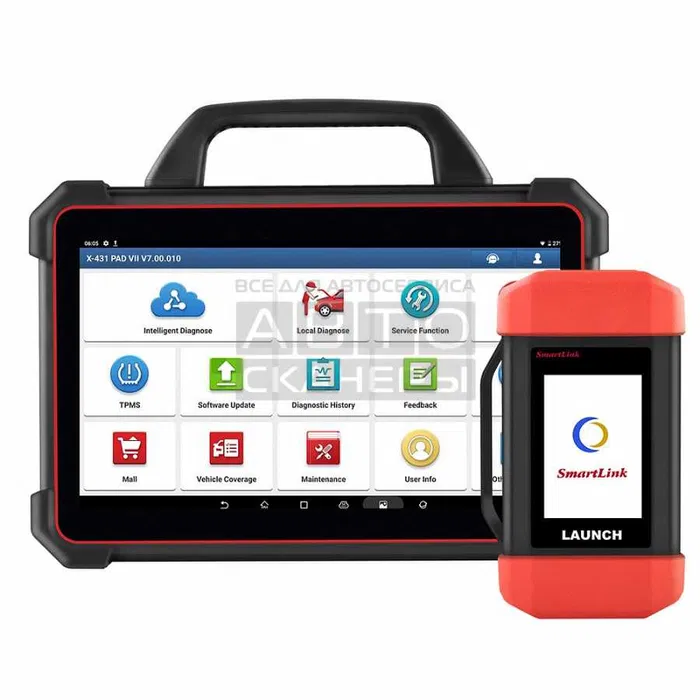 06:05
27
X-431 PAD VII V7.00.010
ВСЕ ДЛЯ АВТОСЕРВИСА
АВТО
СКАНЕРЫ
Intelligent Diagnose
Local Diagnose
Service Function
TPMS
Software Update
Diagnostic History
Feedback
Mall
Vehicle Coverage
Maintenance
User Info
SmartLink
SmartLink
LAUNCH